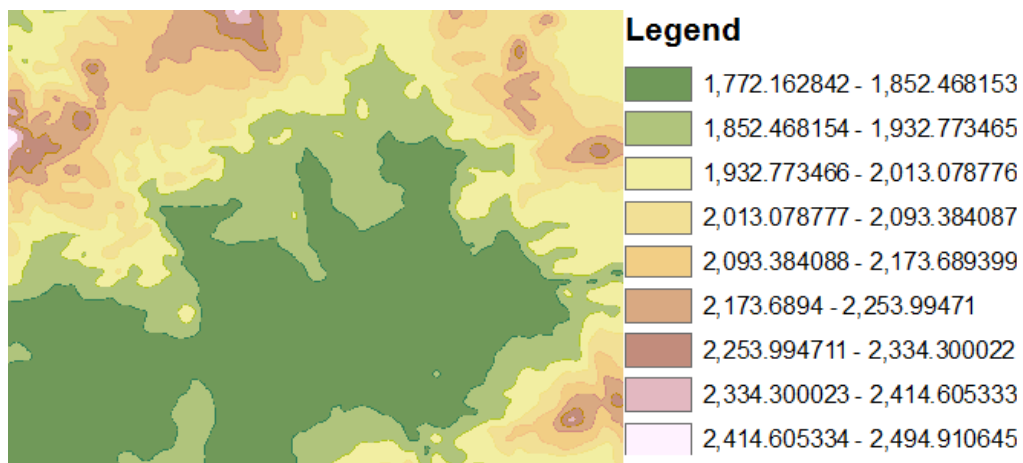 Legend
1,772.162842 - 1,852.468153
1,852.468154 - 1,932.773465
1,932.773466 - 2,013.078776
2,013.078777 - 2,093.384087
2,093.384088 - 2,173.689399
2,173.6894 - 2,253.99471
2,253.994711 - 2,334.300022
2,334.300023 - 2,414.605333
2,414.605334 - 2,494.910645